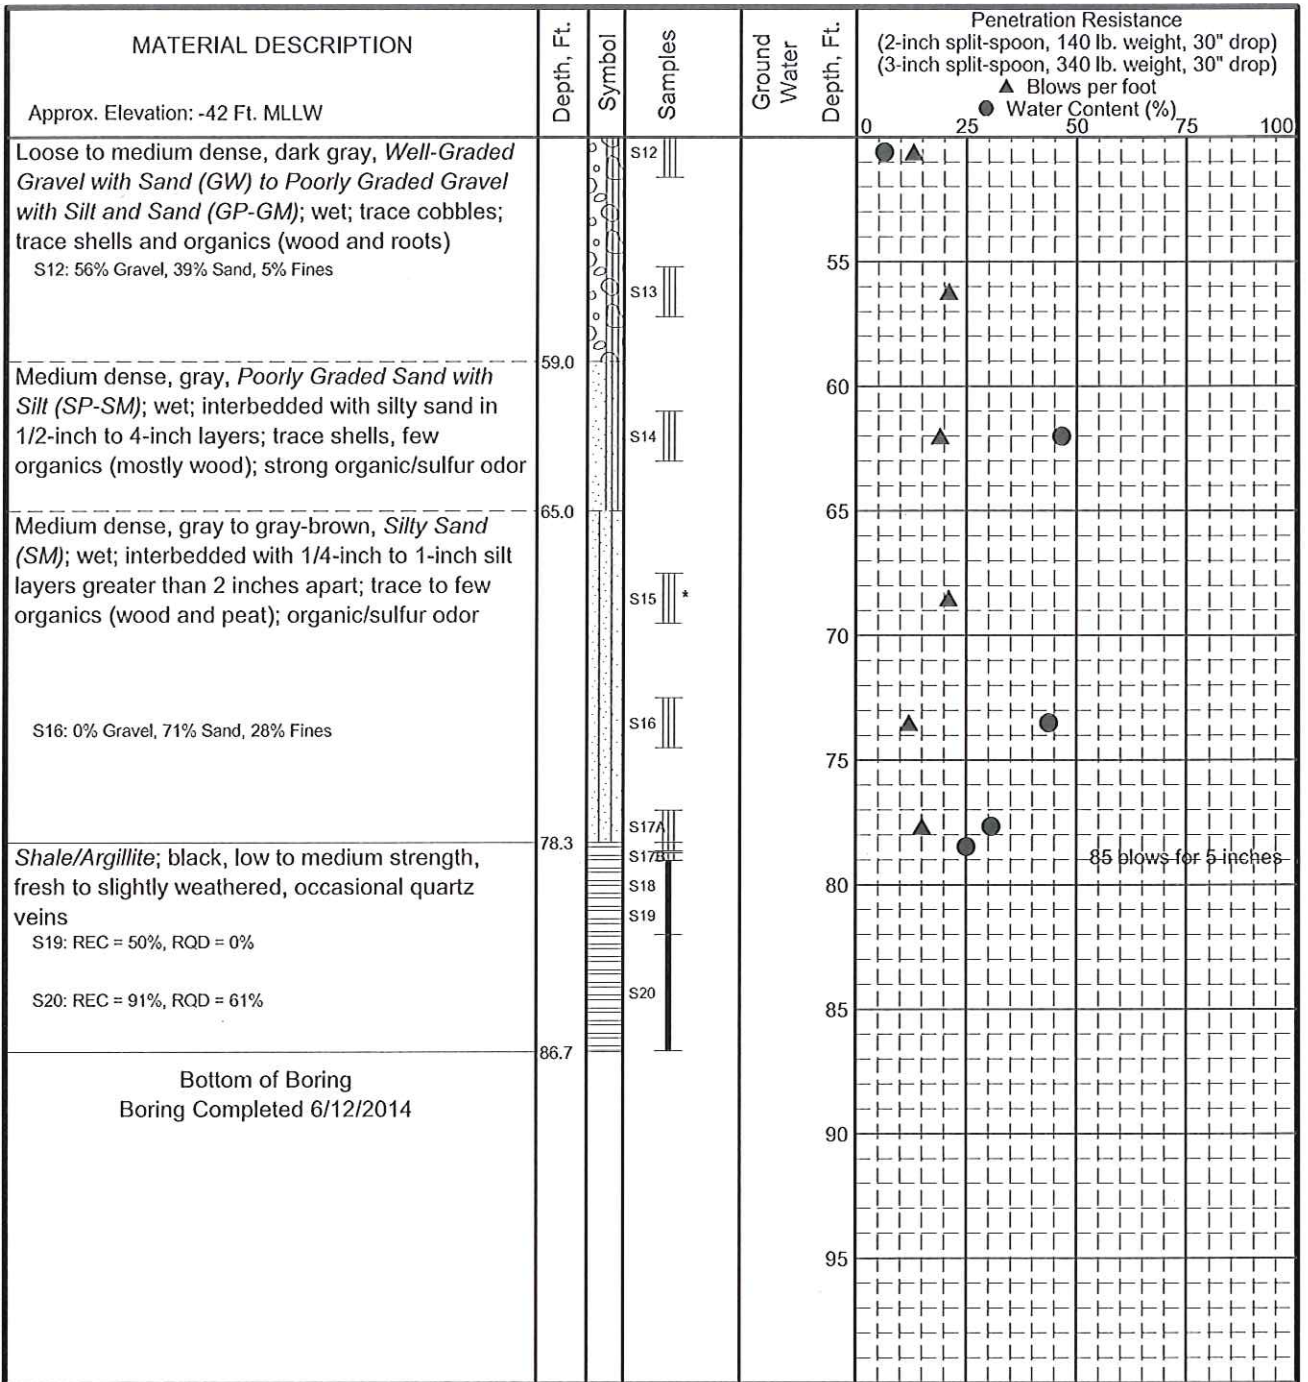 MATERIAL DESCRIPTION
Approx. Elevation: -42 Ft. MLLW
Depth, Ft.
Symbol
Samples
Ground
Water
Depth, Ft.
Penetration Resistance
(2-inch split-spoon, 140 lb. weight, 30" drop)
(3-inch split-spoon, 340 lb. weight, 30" drop)
▲ Blows per foot
● Water Content (%)
0 25 50 75 100
Loose to medium dense, dark gray, Well-Graded
Gravel with Sand (GW) to Poorly Graded Gravel
with Silt and Sand (GP-GM); wet; trace cobbles;
trace shells and organics (wood and roots)
S12: 56% Gravel, 39% Sand, 5% Fines
59.0
Medium dense, gray, Poorly Graded Sand with
Silt (SP-SM); wet; interbedded with silty sand in
1/2-inch to 4-inch layers; trace shells, few
organics (mostly wood); strong organic/sulfur odor
65.0
Medium dense, gray to gray-brown, Silty Sand
(SM); wet; interbedded with 1/4-inch to 1-inch silt
layers greater than 2 inches apart; trace to few
organics (wood and peat); organic/sulfur odor
S16: 0% Gravel, 71% Sand, 28% Fines
78.3
Shale/Argillite; black, low to medium strength,
fresh to slightly weathered, occasional quartz
veins
S19: REC = 50%, RQD = 0%
S20: REC = 91%, RQD = 61%
86.7
Bottom of Boring
Boring Completed 6/12/2014
S12
S13
S14
S15 *
S16
S17A
S17B
S18
S19
S20
55
60
65
70
75
80
85
90
95
85 blows for 5 inches